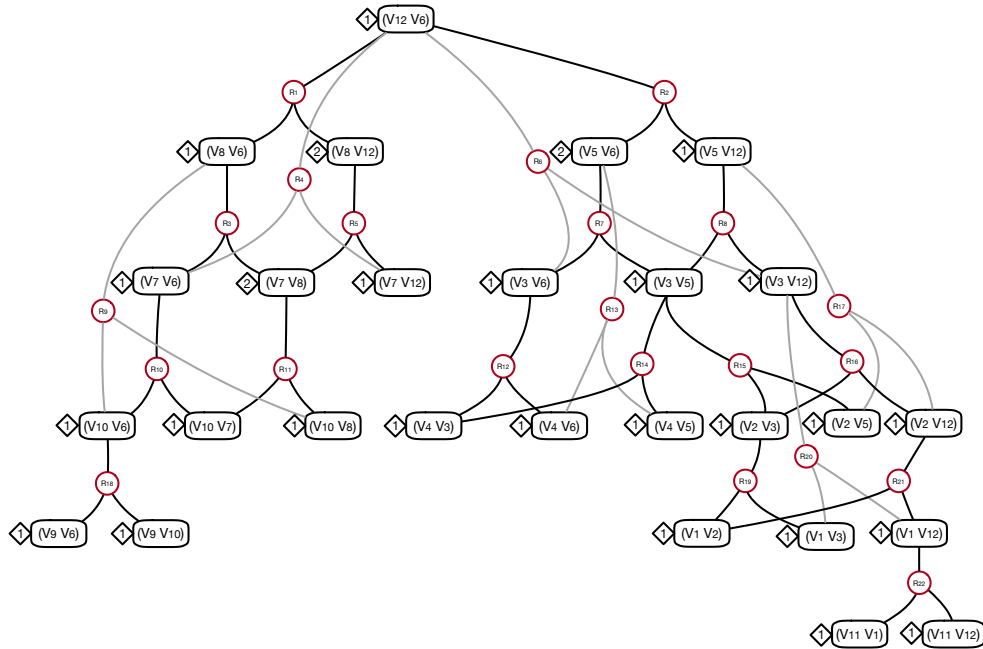 1 (V12 V6)
R1 R2
1 (V8 V6) 2 (V8 V12) 2 (V5 V6) 1 (V5 V12)
R6
R4
R3 R5 R7 R8
1 (V7 V6) 2 (V7 V8) 1 (V7 V12) 1 (V3 V6) 1 (V3 V5) 1 (V3 V12)
R9 R13 R17
R10 R11 R12 R14 R15 R16
1 (V10 V6) 1 (V10 V7) 1 (V10 V8) 1 (V4 V3) 1 (V4 V6) 1 (V4 V5) 1 (V2 V3) 1 (V2 V5) 1 (V2 V12)
R20
R18 R19 R21
1 (V9 V6) 1 (V9 V10) 1 (V1 V2) 1 (V1 V3) 1 (V1 V12)
R22
1 (V11 V1) 1 (V11 V12)